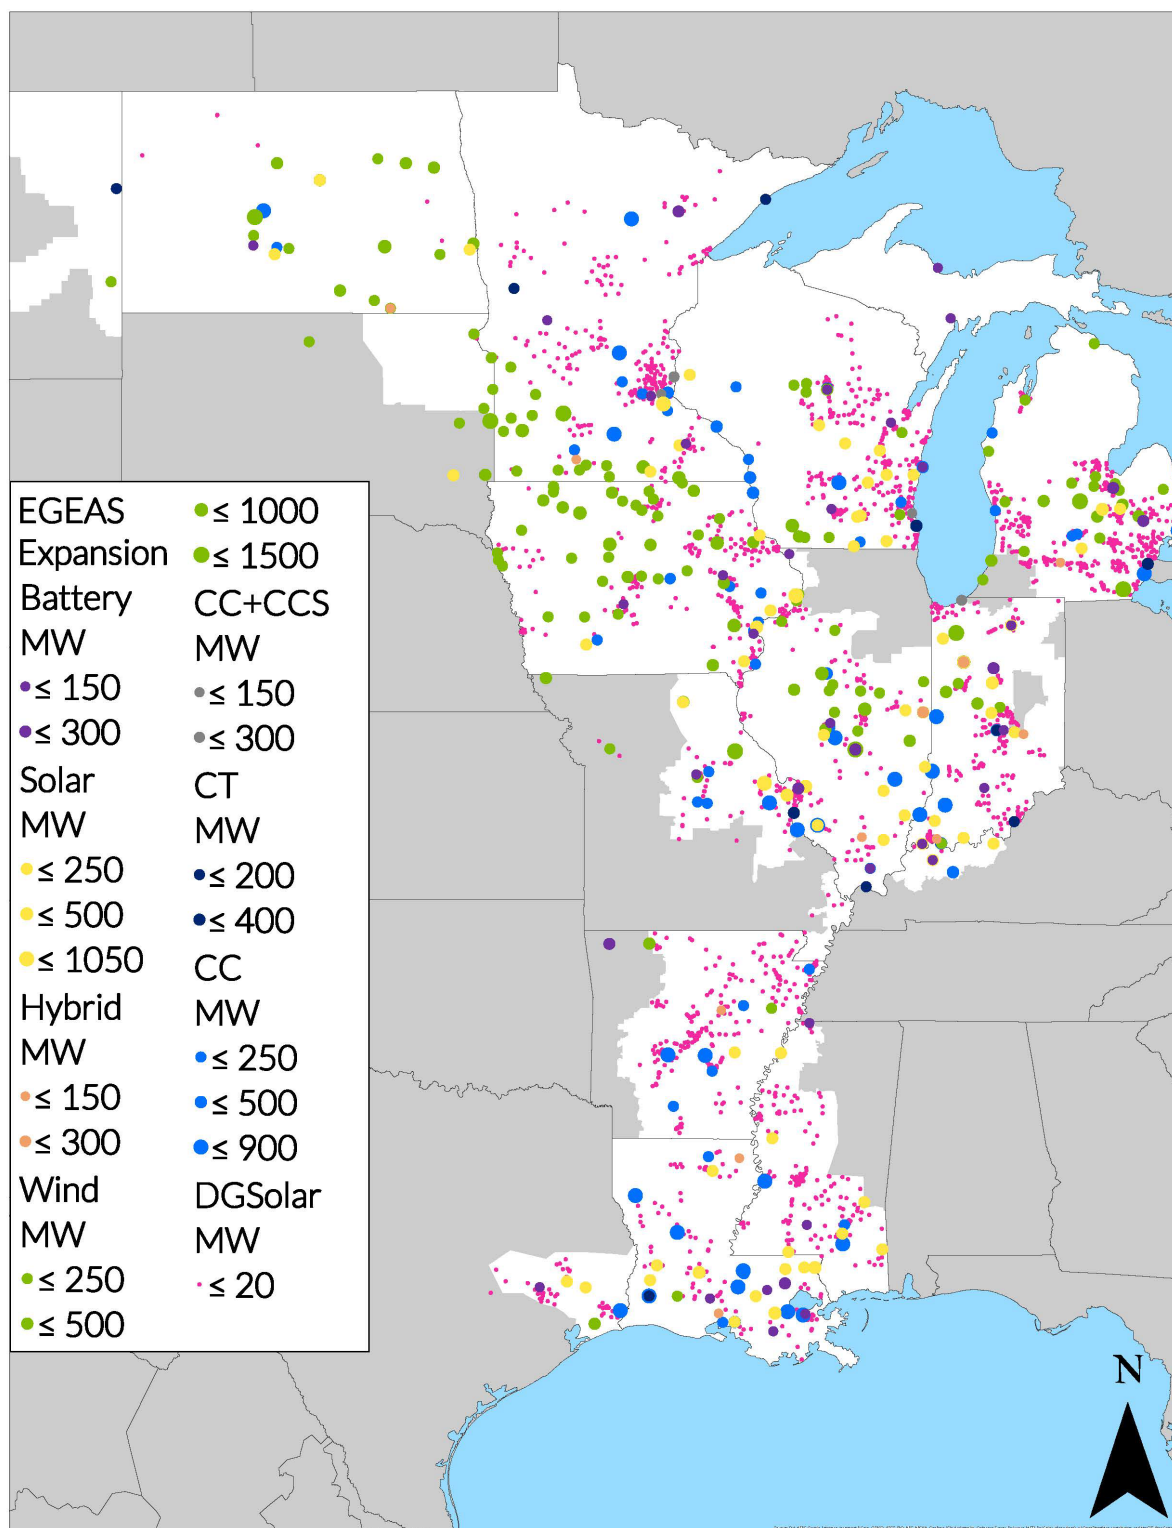 EGEAS
Expansion
Battery
MW
≤ 150
≤ 300
Solar
MW
≤ 250
≤ 500
≤ 1050
Hybrid
MW
≤ 150
≤ 300
Wind
MW
≤ 250
≤ 500
≤ 1000
≤ 1500
CC+CCS
MW
≤ 150
≤ 300
CT
MW
≤ 200
≤ 400
CC
MW
≤ 250
≤ 500
≤ 900
DGSolar
MW
≤ 20
N